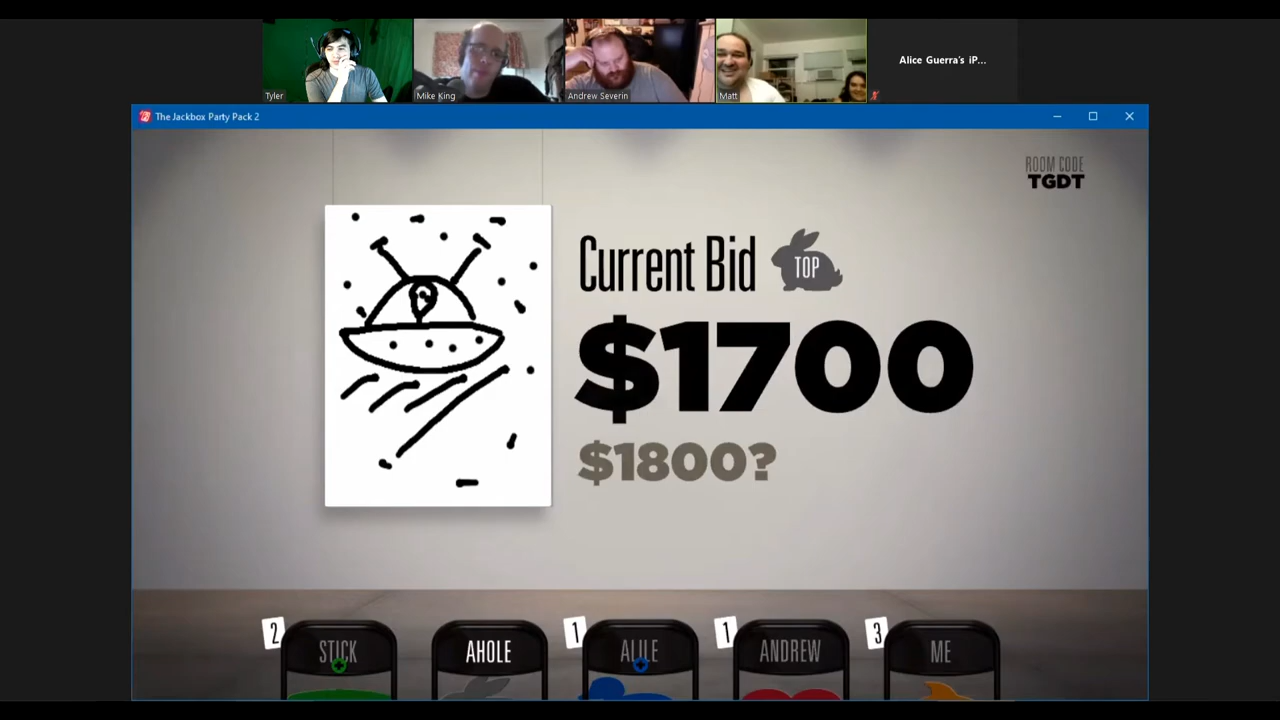 Tyler
Mike King
Andrew Severin
Matt
Alice Guerra's iP...
The Jackbox Party Pack 2
ROOM CODE
TGDT
Current Bid
TOP
$1700
$1800?
2
STICK
AHOLE
1
1
ANDREW
3
ME